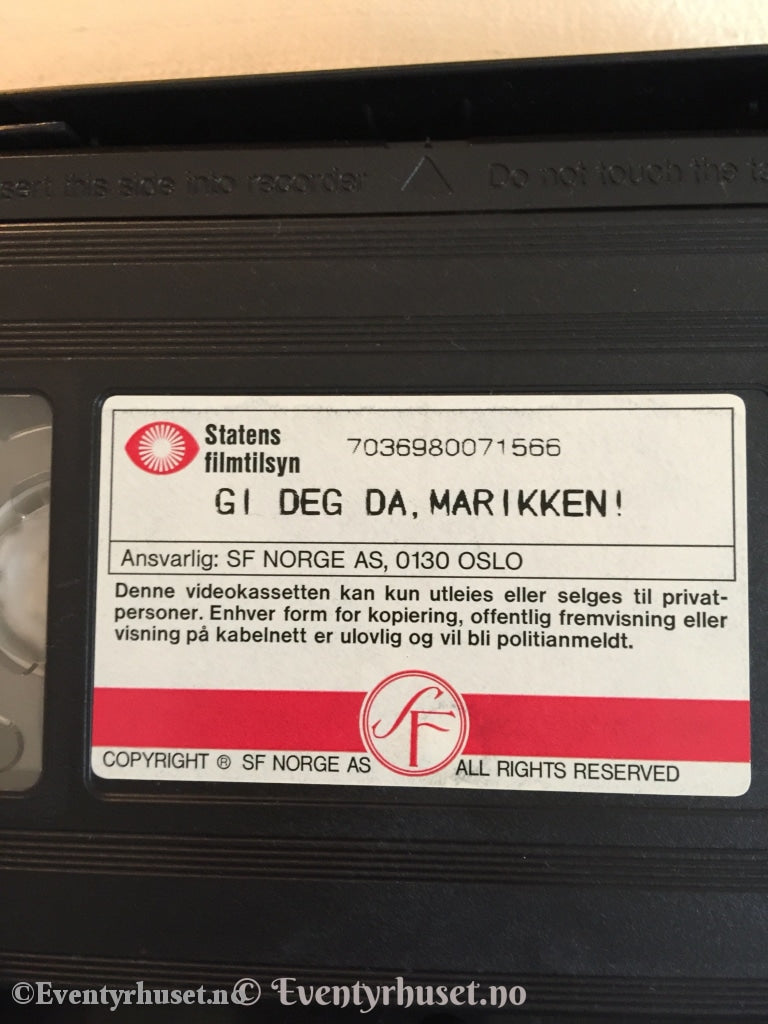 sert this side into recorder Do not touch the ta
Statens
filmtilsyn
7036980071566
GI DEG DA, MARIKKEN!
Ansvarlig: SF NORGE AS, 0130 OSLO
Denne videokassetten kan kun utleies eller selges til privat-
personer. Enhver form for kopiering, offentlig fremvisning eller
visning på kabelnett er ulovlig og vil bli politianmeldt.
SF
COPYRIGHT ® SF NORGE AS ALL RIGHTS RESERVED
©Eventyrhuset.no © Eventyrhuset.no